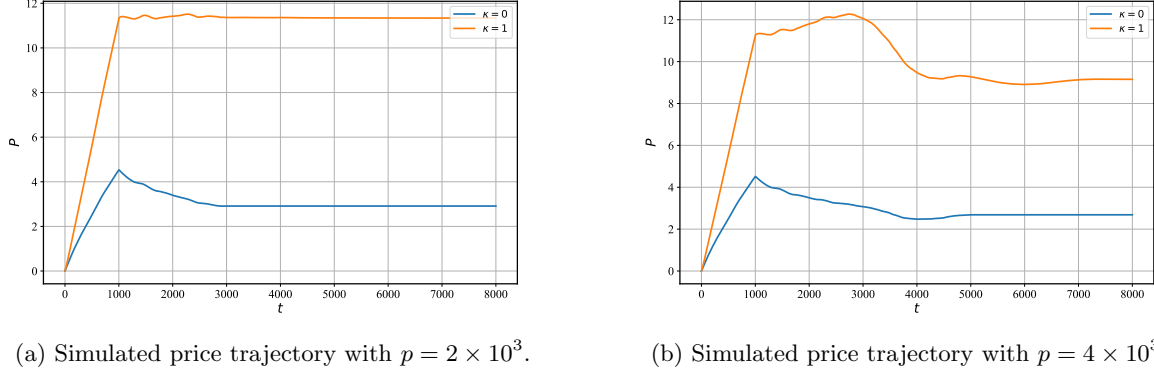 12
10
8
6
4
2
0
P
κ = 0
κ = 1
0 1000 2000 3000 4000 5000 6000 7000 8000
t
(a) Simulated price trajectory with p = 2 × 10³.
12
10
8
6
4
2
0
P
κ = 0
κ = 1
0 1000 2000 3000 4000 5000 6000 7000 8000
t
(b) Simulated price trajectory with p = 4 × 10³